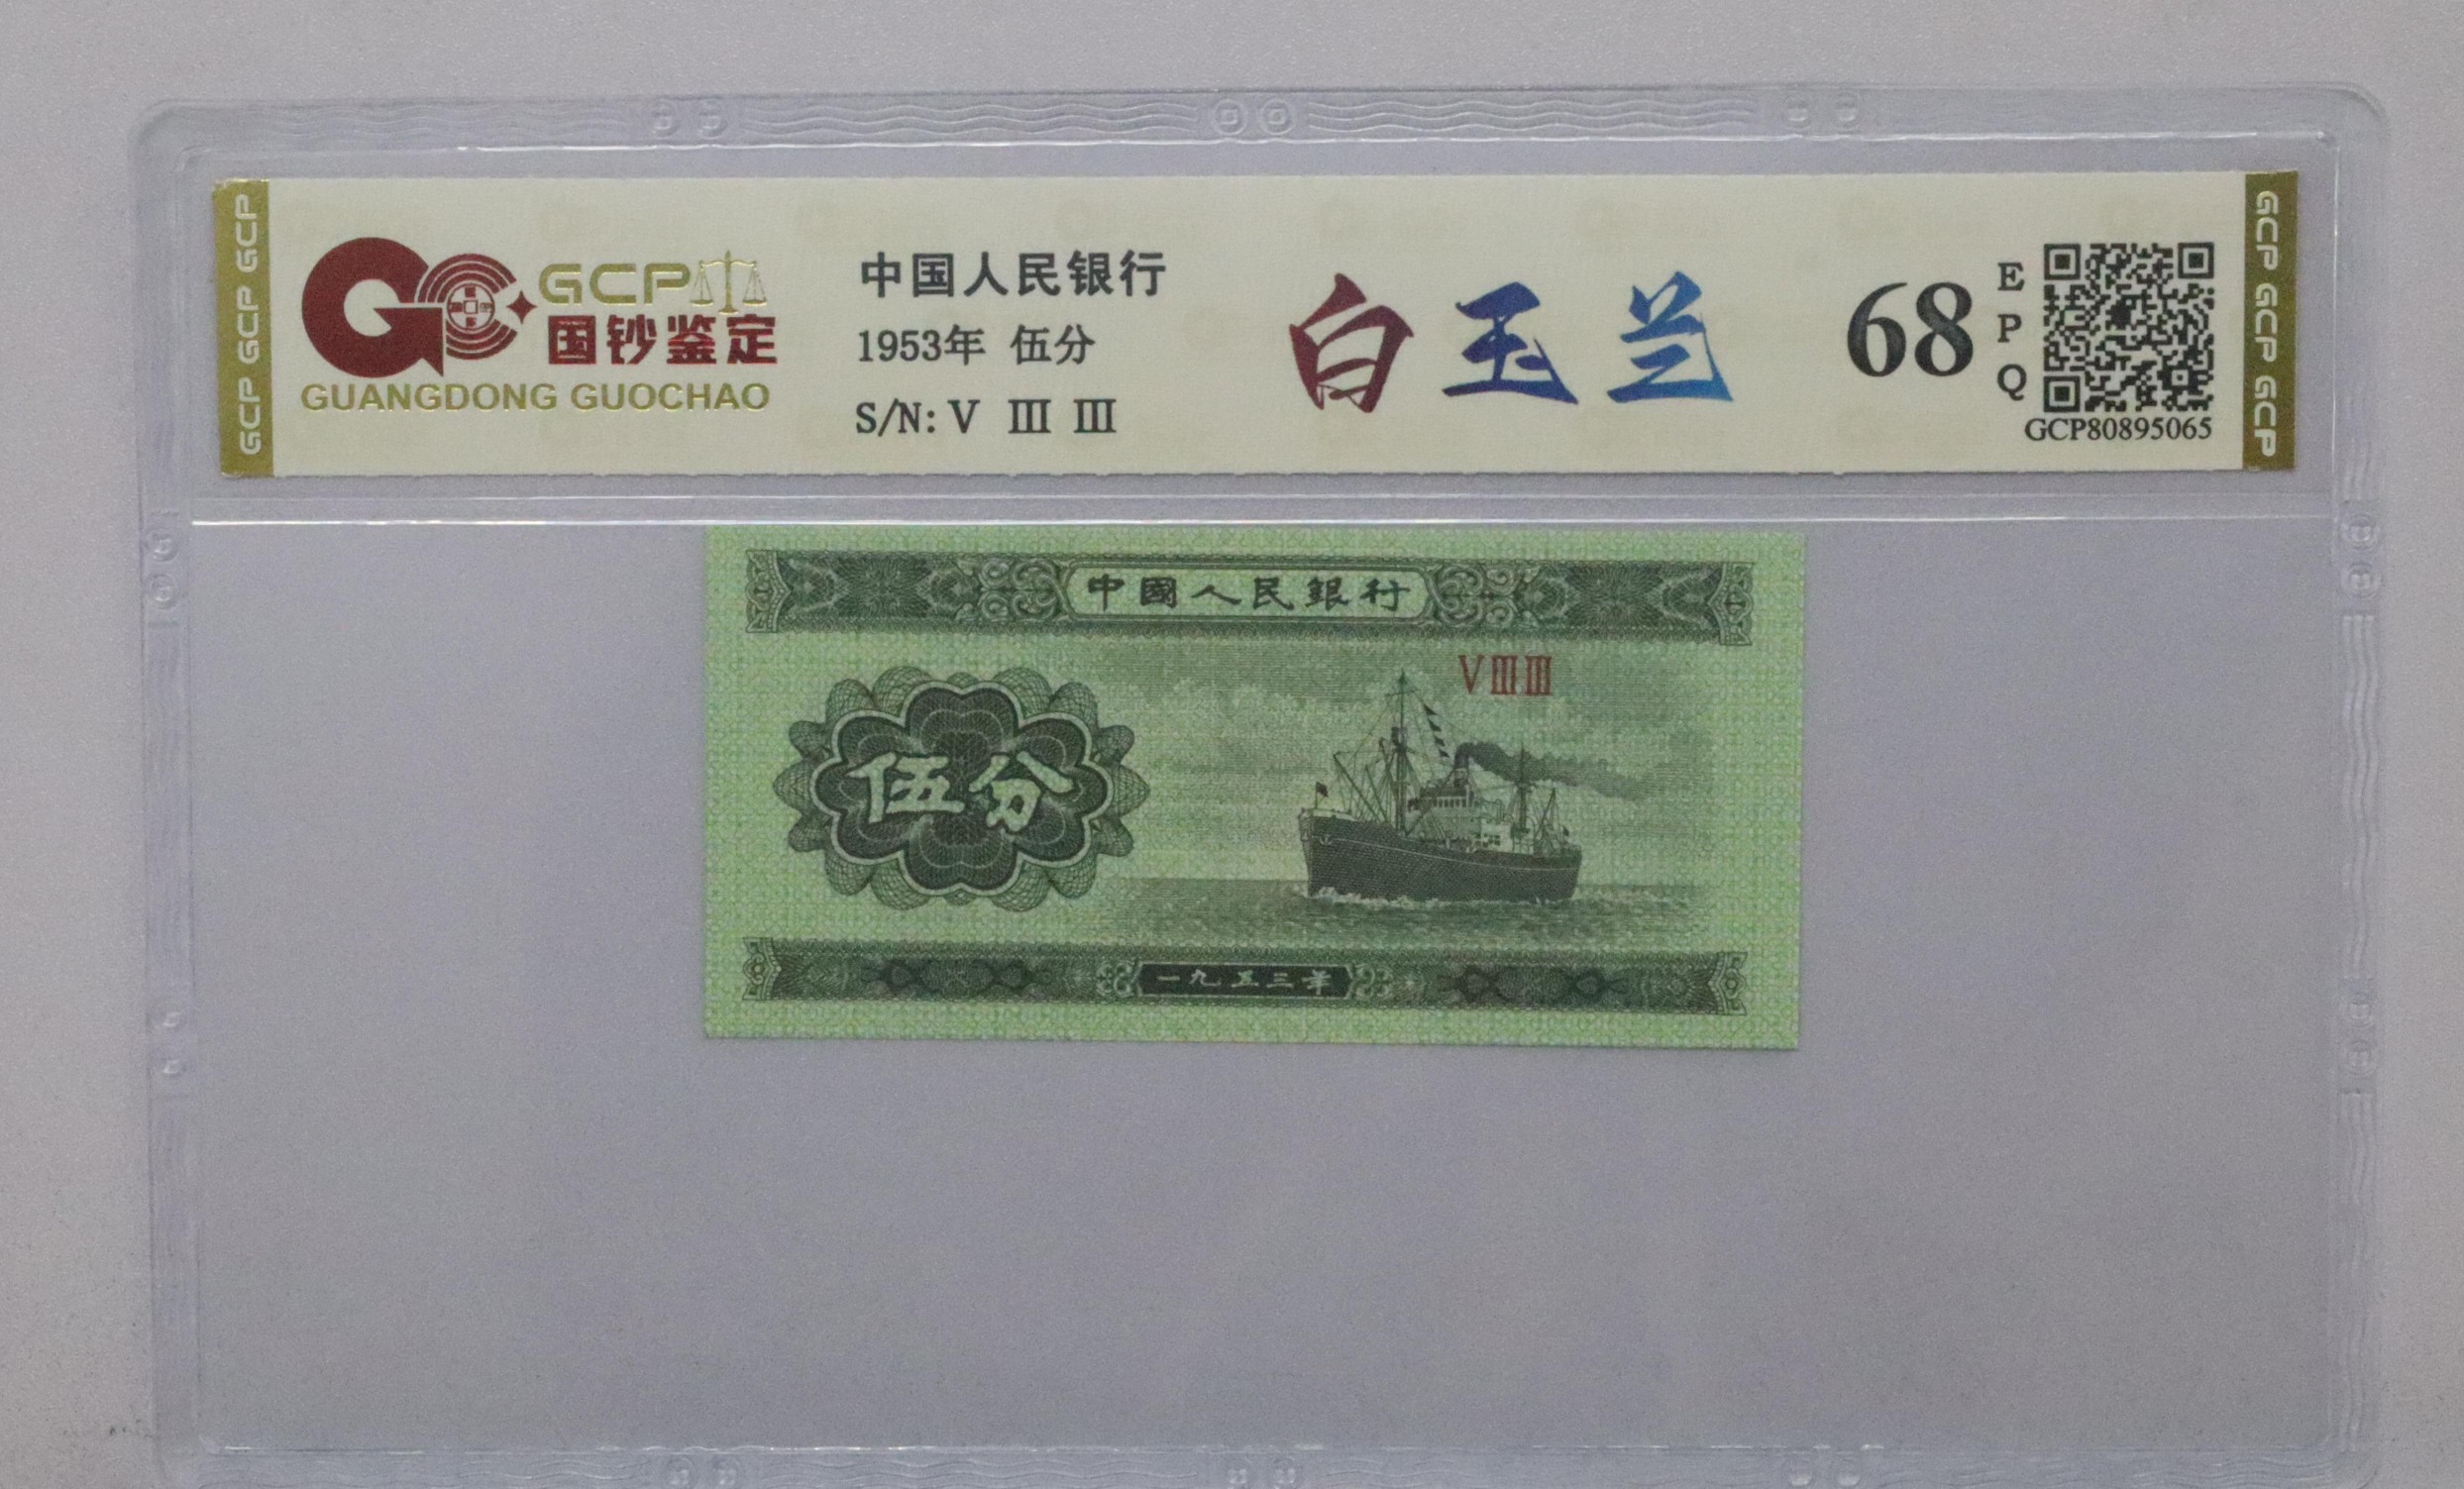 GCP GCP GCP
GCP
国钞鉴定
GUANGDONG GUOCHAO
中国人民银行
1953年 伍分
S/N: V III III
白玉兰
68
E
P
Q
GCP80895065
GCP GCP GCP
中國人民銀行
V III III
伍分
一九五三年